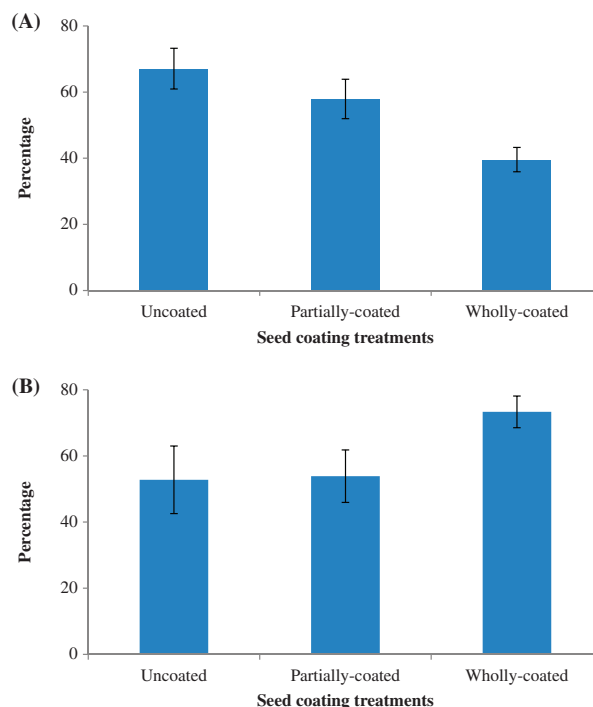 (A)
80
60
40
20
0
Percentage
Uncoated Partially-coated Wholly-coated
Seed coating treatments
(B)
80
60
40
20
0
Percentage
Uncoated Partially-coated Wholly-coated
Seed coating treatments